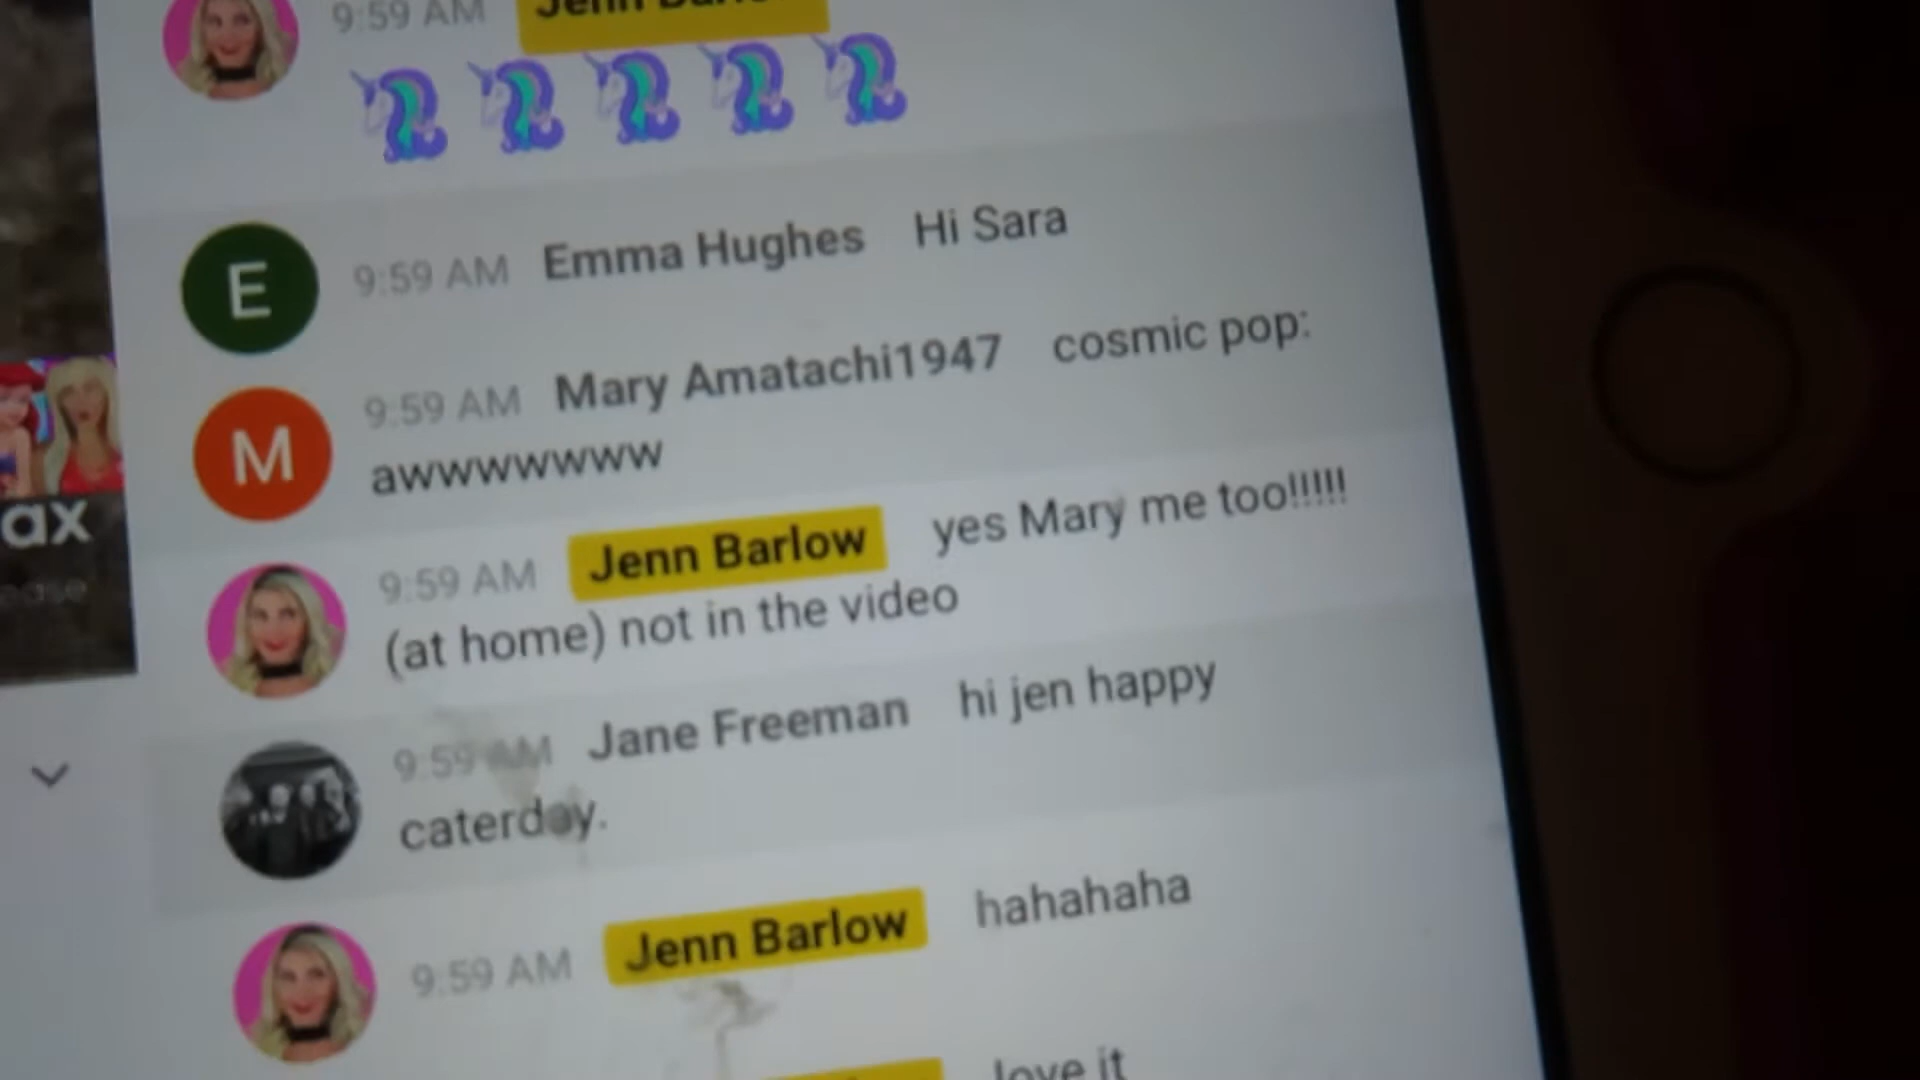 9:59 AM Jenn Barlow
E 9:59 AM Emma Hughes Hi Sara
M 9:59 AM Mary Amatachi1947 cosmic pop:
awwwwwww
9:59 AM Jenn Barlow yes Mary me too!!!!!
(at home) not in the video
9:59 AM Jane Freeman hi jen happy
caterday.
9:59 AM Jenn Barlow hahahaha
love it
ax